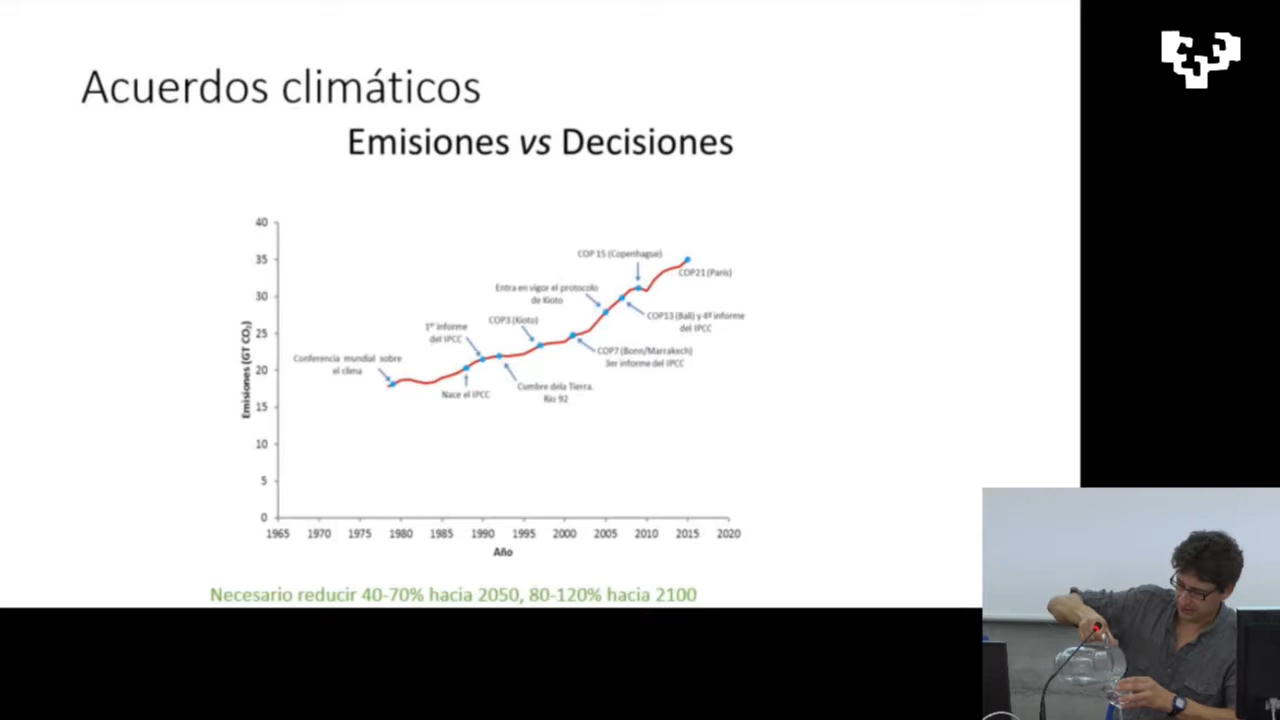 Acuerdos climáticos
Emisiones vs Decisiones
40
35
30
25
20
15
10
5
0
Emisiones (GT CO₂)
1965 1970 1975 1980 1985 1990 1995 2000 2005 2010 2015 2020
Año
Conferencia mundial sobre
el clima
Nace el IPCC
1er informe
del IPCC
Cumbre dela Tierra.
Río 92
COP3 (Kioto)
COP7 (Bonn/Marrakech)
3er informe del IPCC
Entra en vigor el protocolo
de Kioto
COP13 (Bali) y 4º informe
del IPCC
COP 15 (Copenhague)
COP21 (Paris)
Necesario reducir 40-70% hacia 2050, 80-120% hacia 2100